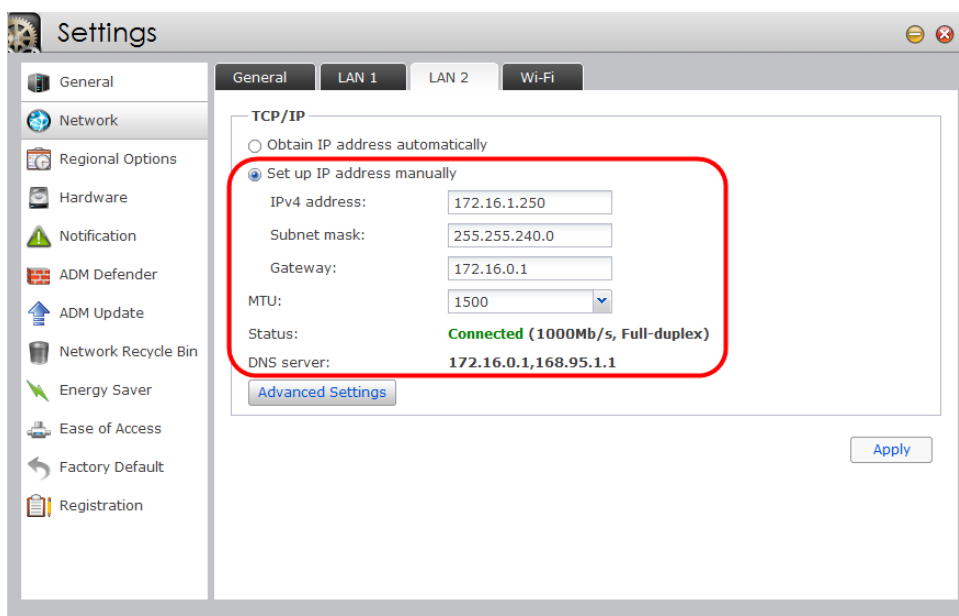 Settings
General
Network
Regional Options
Hardware
Notification
ADM Defender
ADM Update
Network Recycle Bin
Energy Saver
Ease of Access
Factory Default
Registration
General LAN 1 LAN 2 Wi-Fi
TCP/IP
Obtain IP address automatically
Set up IP address manually
IPv4 address: 172.16.1.250
Subnet mask: 255.255.240.0
Gateway: 172.16.0.1
MTU: 1500
Status: Connected (1000Mb/s, Full-duplex)
DNS server: 172.16.0.1,168.95.1.1
Advanced Settings
Apply